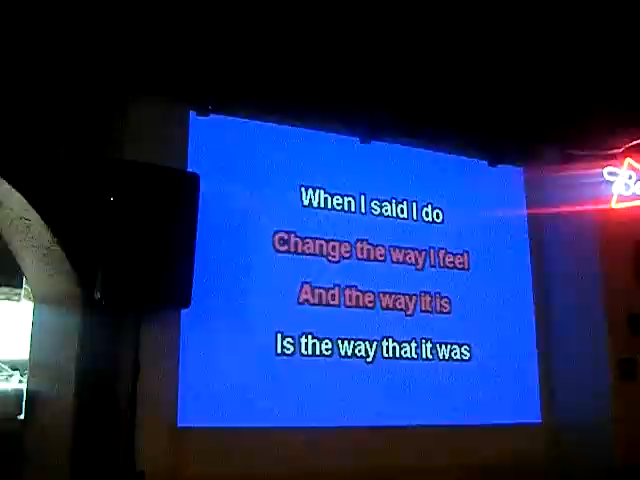 When I said I do
Change the way I feel
And the way it is
Is the way that it was